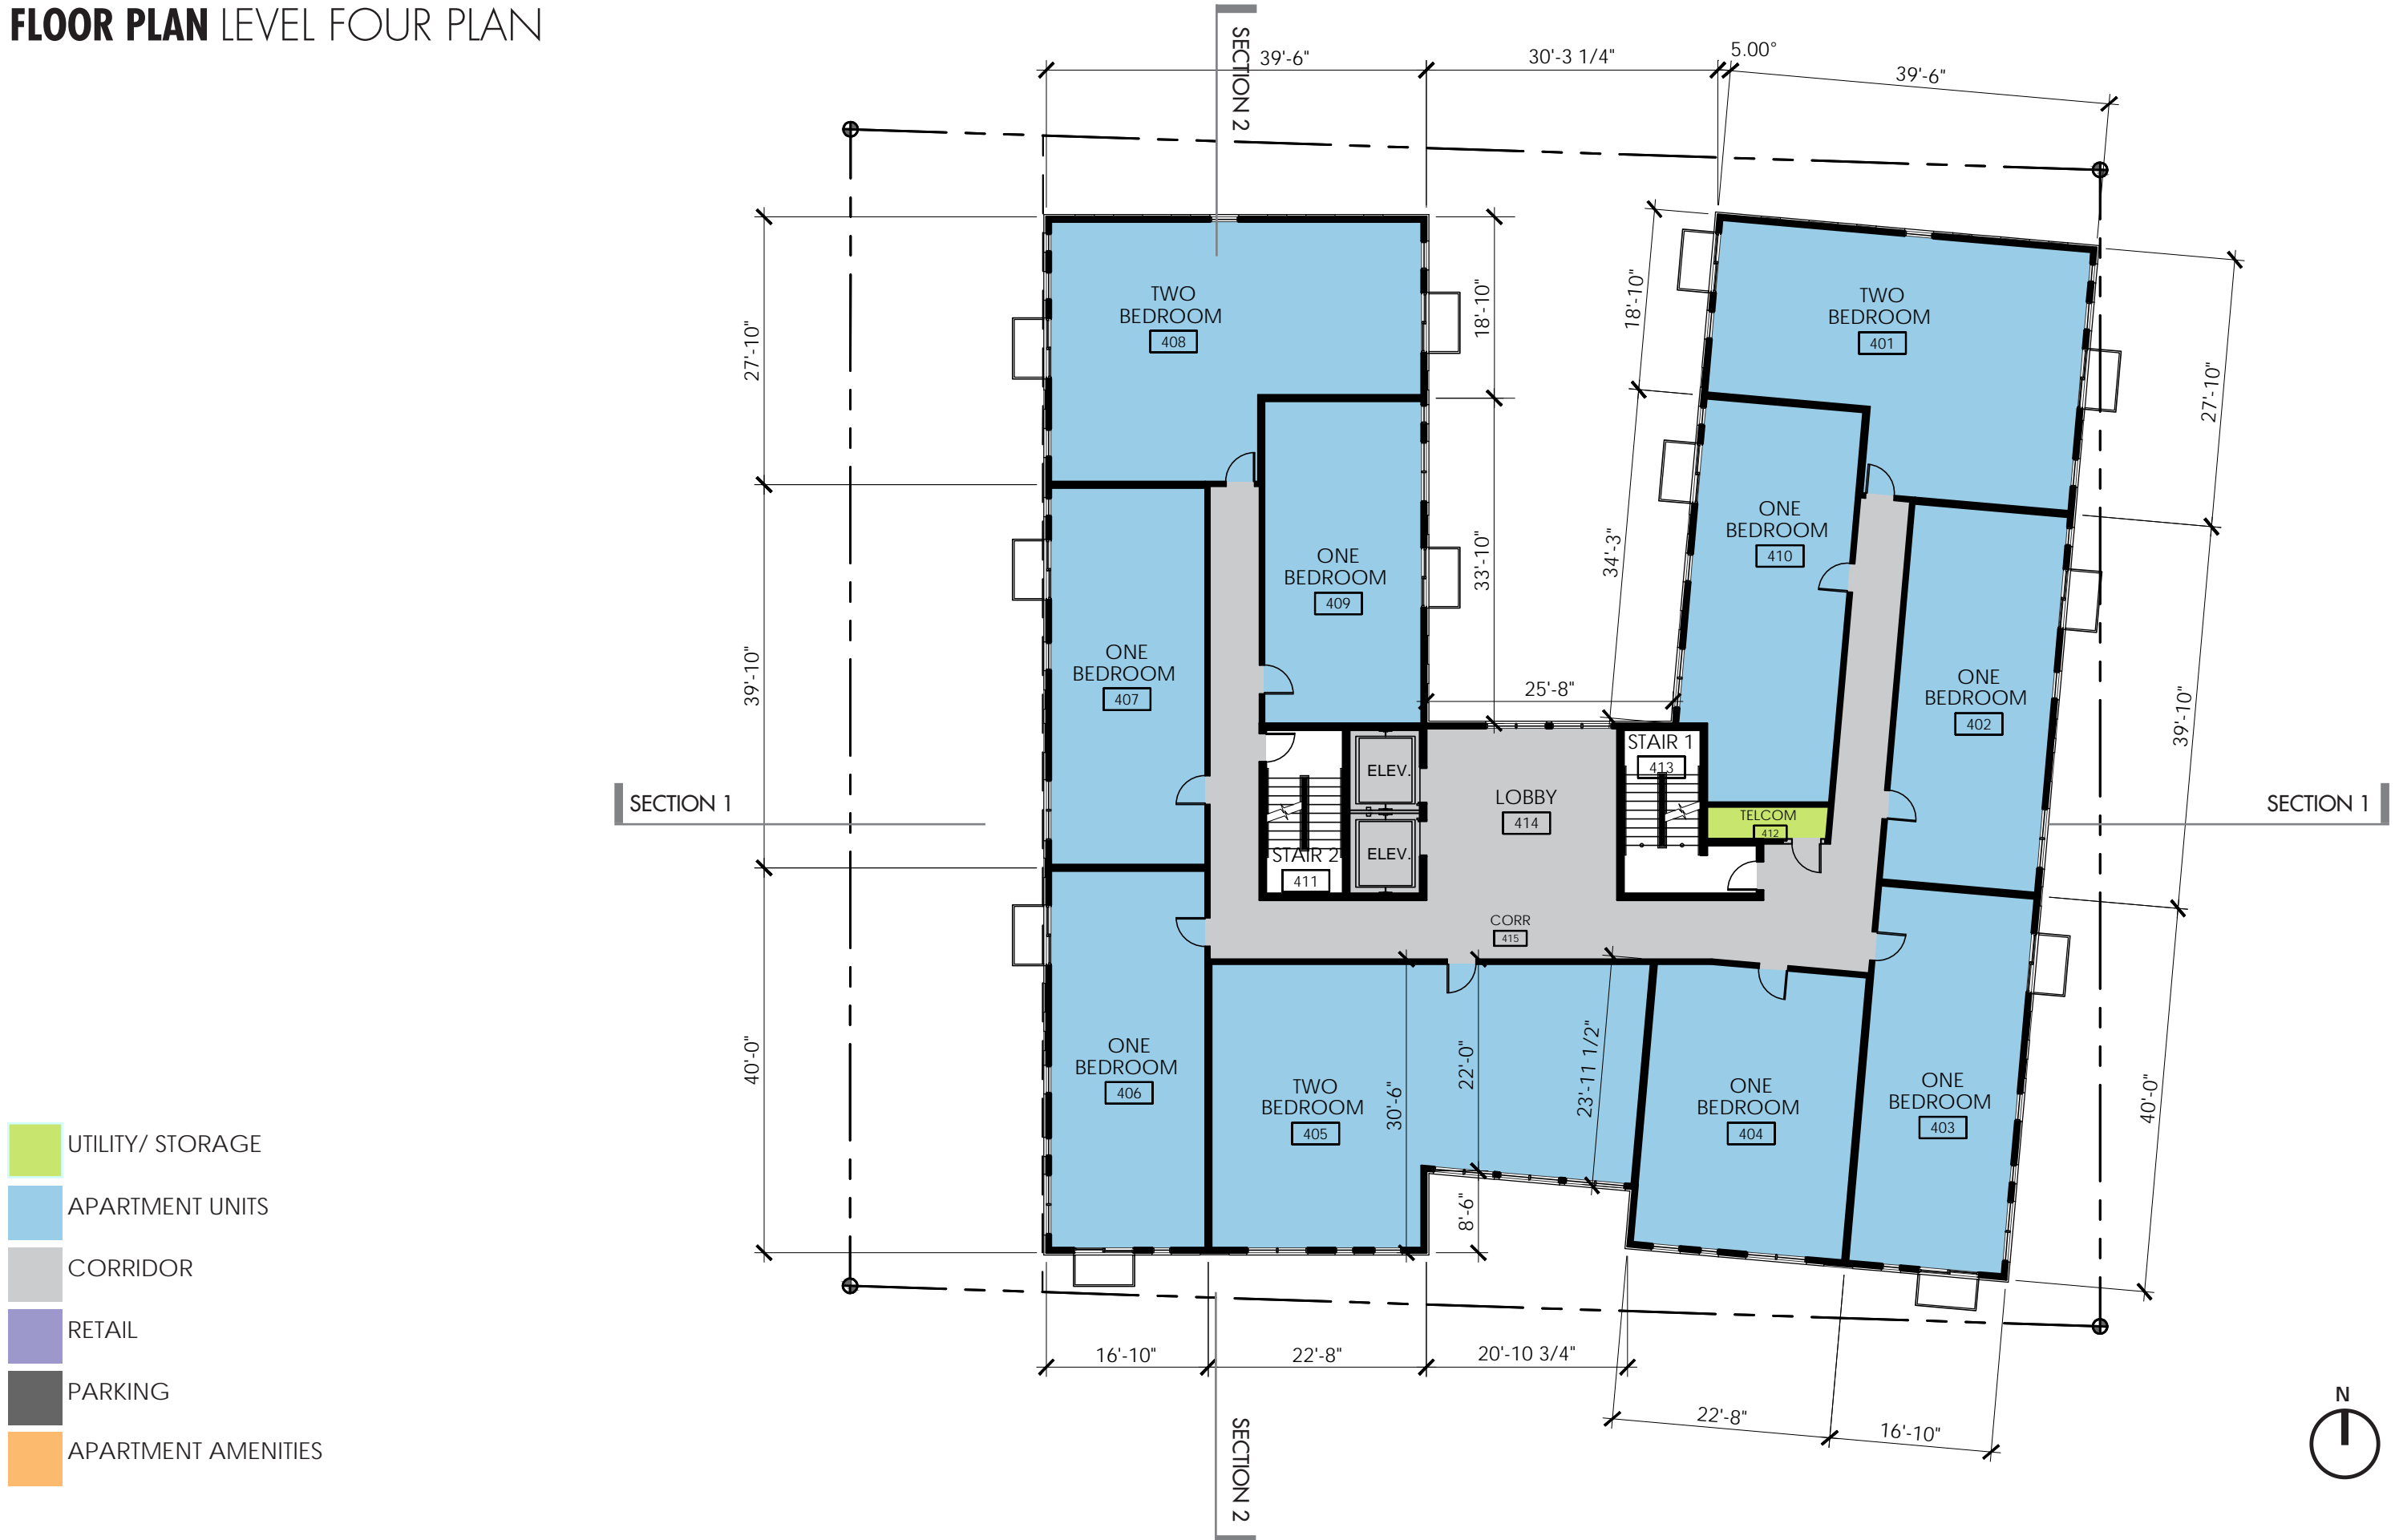 FLOOR PLAN LEVEL FOUR PLAN
SECTION 2
39'-6"
30'-3 1/4"
5.00°
39'-6"
27'-10"
39'-10"
40'-0"
18'-10"
33'-10"
18'-10"
34'-3"
25'-8"
27'-10"
39'-10"
40'-0"
TWO
BEDROOM
408
TWO
BEDROOM
401
ONE
BEDROOM
409
ONE
BEDROOM
410
ONE
BEDROOM
407
ONE
BEDROOM
402
STAIR 1
413
ELEV.
ELEV.
LOBBY
414
TELCOM
412
STAIR 2
411
CORR
415
SECTION 1
SECTION 1
ONE
BEDROOM
406
TWO
BEDROOM
405
ONE
BEDROOM
404
ONE
BEDROOM
403
30'-6"
22'-0"
23'-11 1/2"
8'-6"
16'-10"
22'-8"
20'-10 3/4"
22'-8"
16'-10"
SECTION 2
UTILITY/ STORAGE
APARTMENT UNITS
CORRIDOR
RETAIL
PARKING
APARTMENT AMENITIES
N